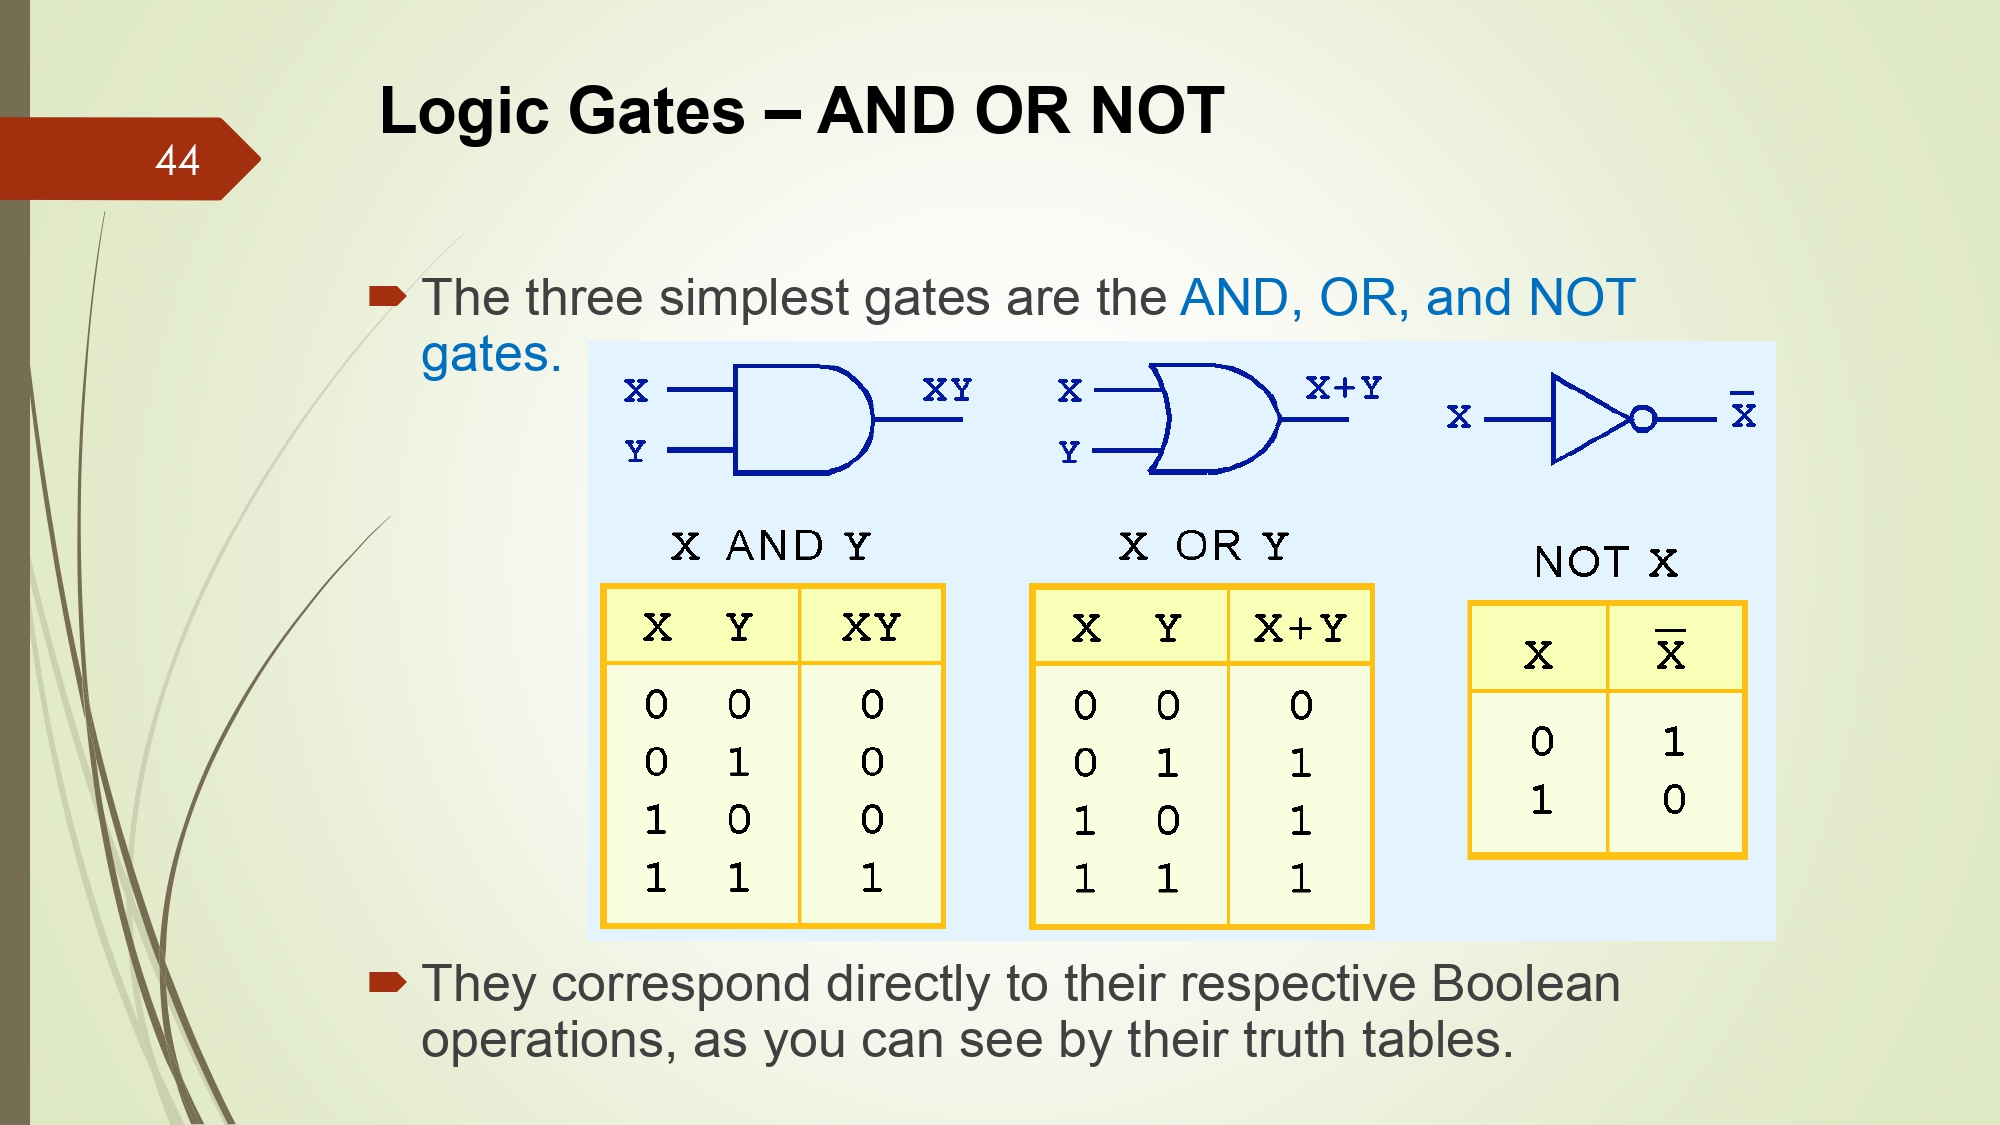 Logic Gates – AND OR NOT
44
The three simplest gates are the AND, OR, and NOT
gates.
X XY X X+Y X X̅
Y Y
X AND Y X OR Y NOT X
X Y XY X Y X+Y X X̅
0 0 0 0 0 0 0 1
0 1 0 0 1 1 1 0
1 0 0 1 0 1
1 1 1 1 1 1
They correspond directly to their respective Boolean
operations, as you can see by their truth tables.